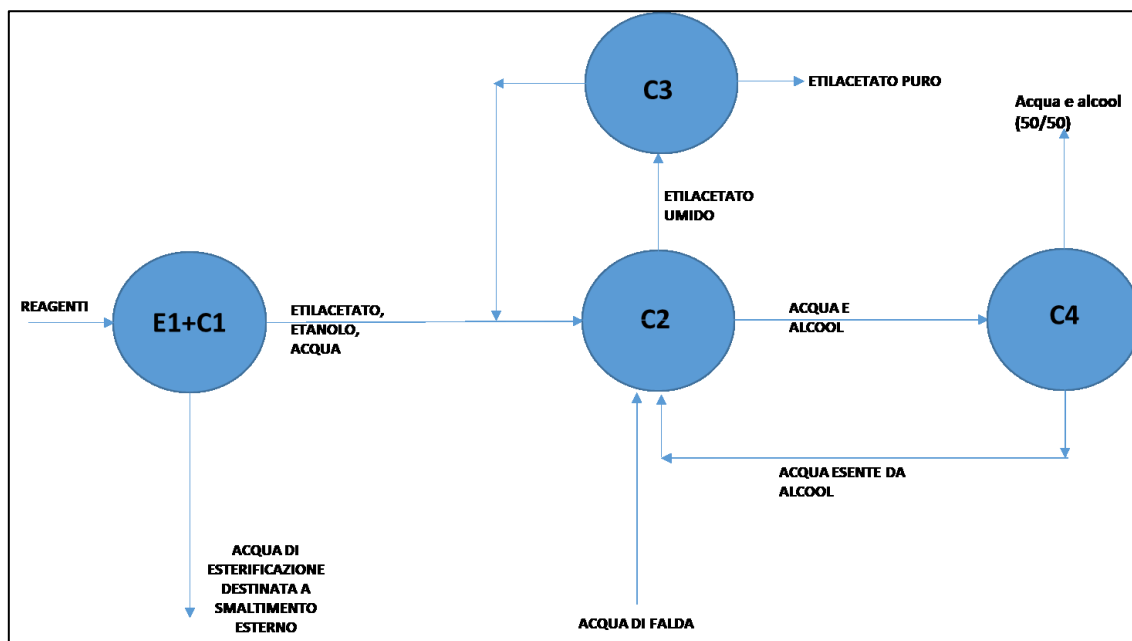 C3
ETILACETATO PURO
Acqua e alcool
(50/50)
ETILACETATO
UMIDO
REAGENTI
E1+C1
ETILACETATO,
ETANOLO,
ACQUA
C2
ACQUA E
ALCOOL
C4
ACQUA ESENTE DA
ALCOOL
ACQUA DI
ESTERIFICAZIONE
DESTINATA A
SMALTIMENTO
ESTERNO
ACQUA DI FALDA